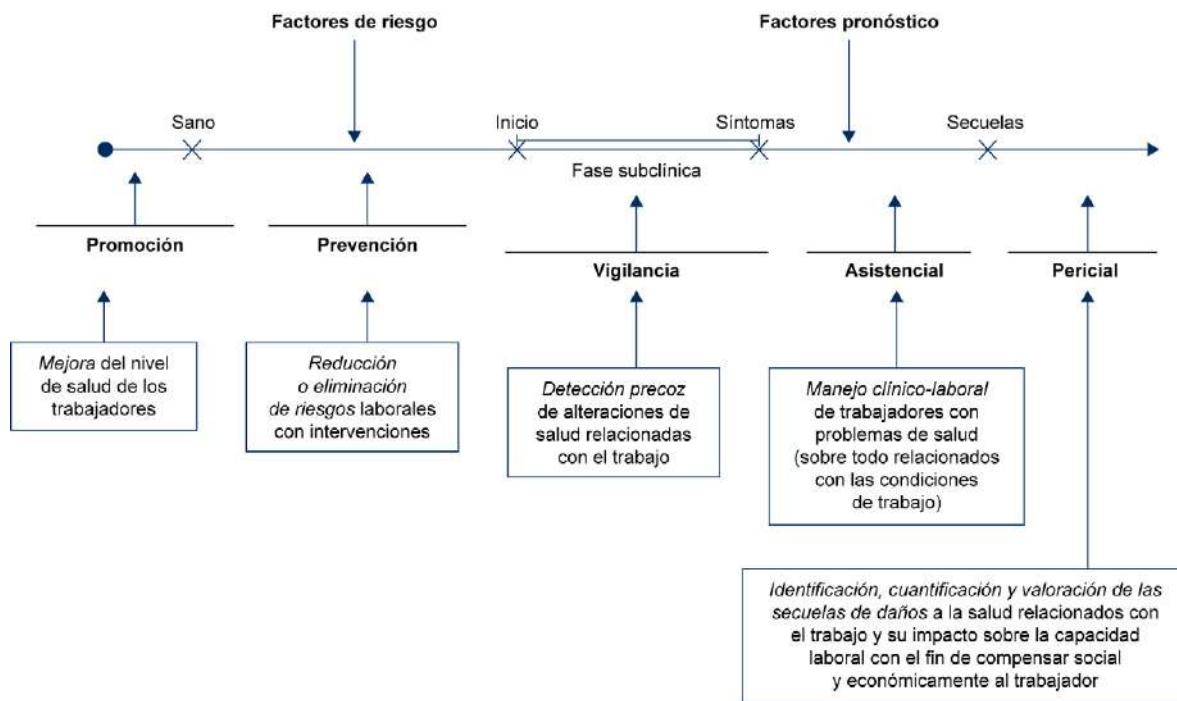 Factores de riesgo
Factores pronóstico
Sano
Inicio
Síntomas
Secuelas
Fase subclínica
Promoción
Prevención
Vigilancia
Asistencial
Pericial
Mejora del nivel
de salud de los
trabajadores
Reducción
o eliminación
de riesgos laborales
con intervenciones
Detección precoz
de alteraciones de
salud relacionadas
con el trabajo
Manejo clínico-laboral
de trabajadores con
problemas de salud
(sobre todo relacionados
con las condiciones
de trabajo)
Identificación, cuantificación y valoración de las
secuelas de daños a la salud relacionados con
el trabajo y su impacto sobre la capacidad
laboral con el fin de compensar social
y económicamente al trabajador